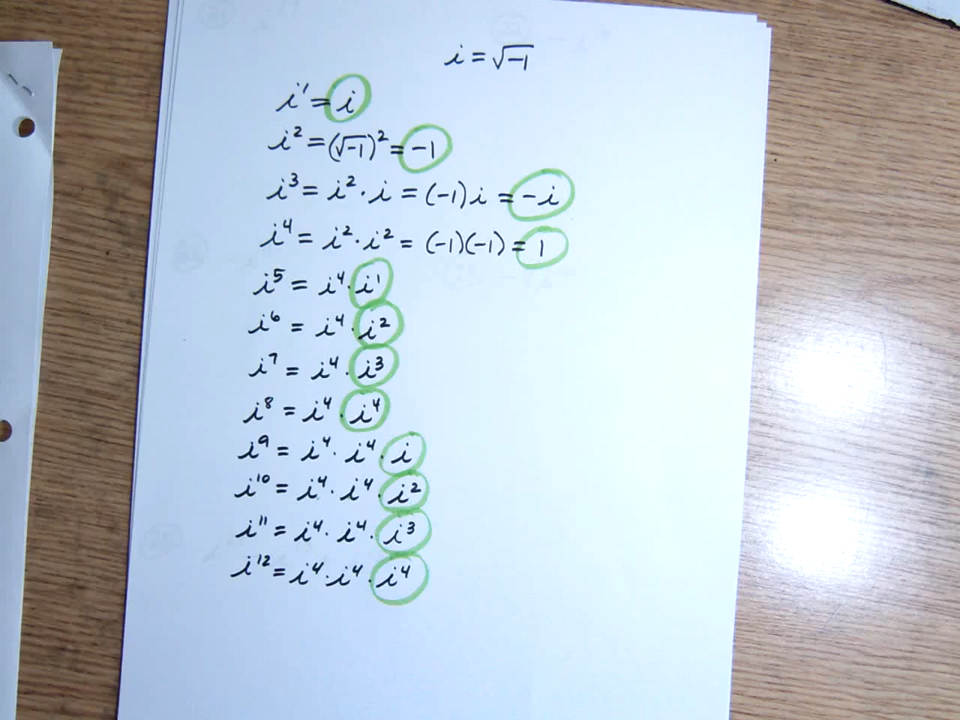 i = √-1
i¹ = i
i² = (√-1)² = -1
i³ = i² · i = (-1)i = -i
i⁴ = i² · i² = (-1)(-1) = 1
i⁵ = i⁴ · i¹
i⁶ = i⁴ · i²
i⁷ = i⁴ · i³
i⁸ = i⁴ · i⁴
i⁹ = i⁴ · i⁴ · i
i¹⁰ = i⁴ · i⁴ · i²
i¹¹ = i⁴ · i⁴ · i³
i¹² = i⁴ · i⁴ · i⁴